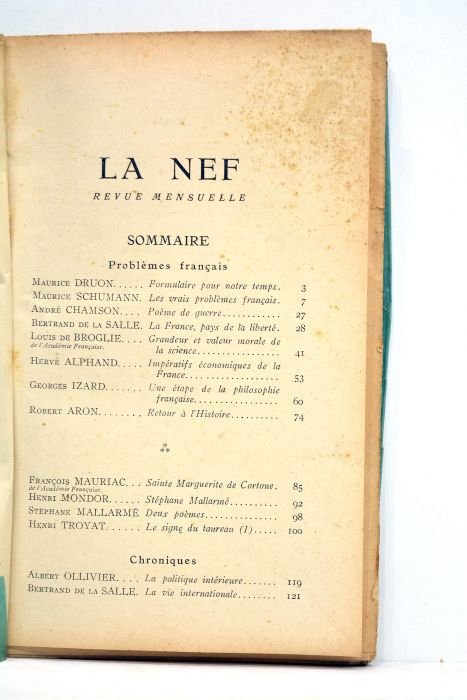 LA NEF
REVUE MENSUELLE
SOMMAIRE
Problèmes français
MAURICE DRUON...... Formulaire pour notre temps. 3
MAURICE SCHUMANN. Les vrais problèmes français. 7
ANDRÉ CHAMSON.... Poème de guerre............ 27
BERTRAND DE LA SALLE. La France, pays de la liberté. 28
LOUIS DE BROGLIE.... Grandeur et valeur morale de
de l'Académie Française.
la science................. 41
HERVÉ ALPHAND..... Impératifs économiques de la
France................... 53
GEORGES IZARD....... Une étape de la philosophie
française................. 60
ROBERT ARON........ Retour à l'Histoire.......... 74
***
FRANÇOIS MAURIAC... Sainte Marguerite de Cortone. 85
de l'Académie Française.
HENRI MONDOR...... Stéphane Mallarmé.......... 92
STÉPHANE MALLARMÉ Deux poèmes............... 98
HENRI TROYAT...... Le signe du taureau (I)..... 100
Chroniques
ALBERT OLLIVIER.... La politique intérieure....... 119
BERTRAND DE LA SALLE. La vie internationale........ 121